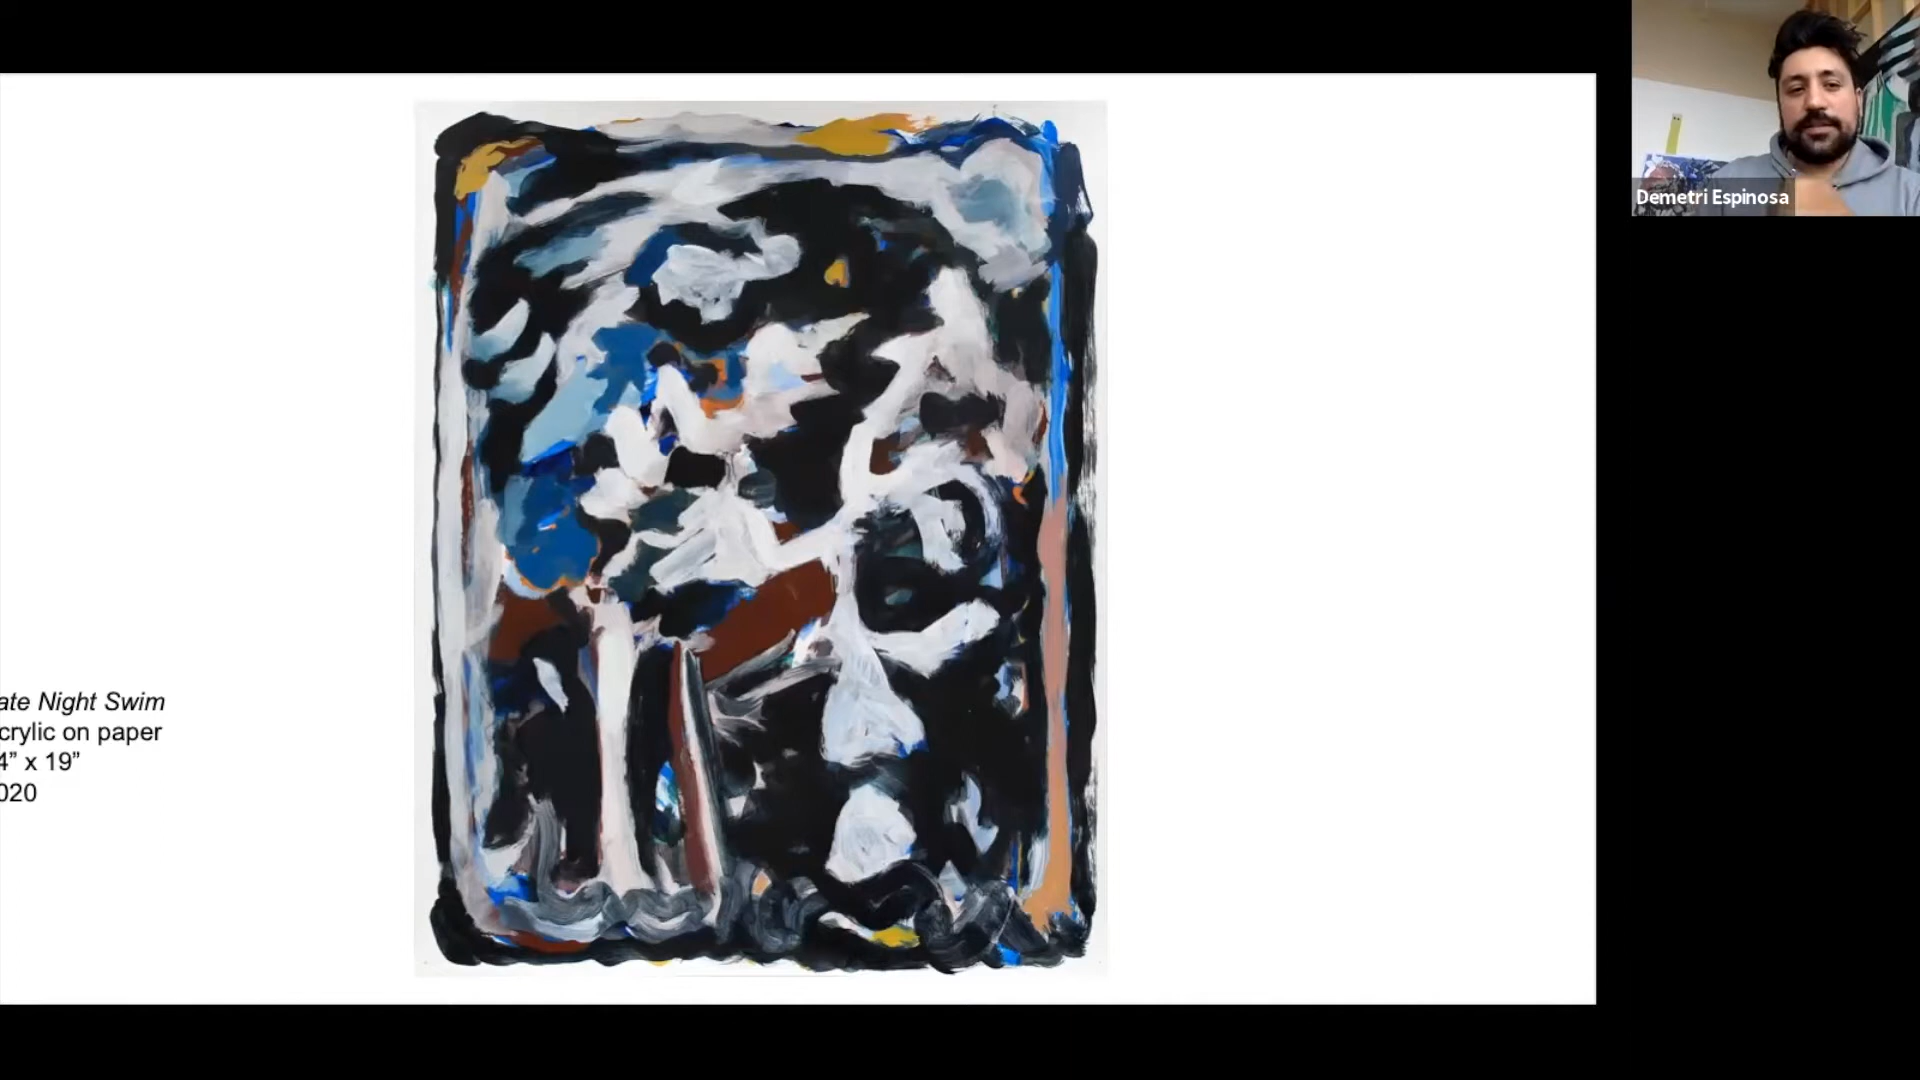 ate Night Swim
crylic on paper
4” x 19”
020
Demetri Espinosa